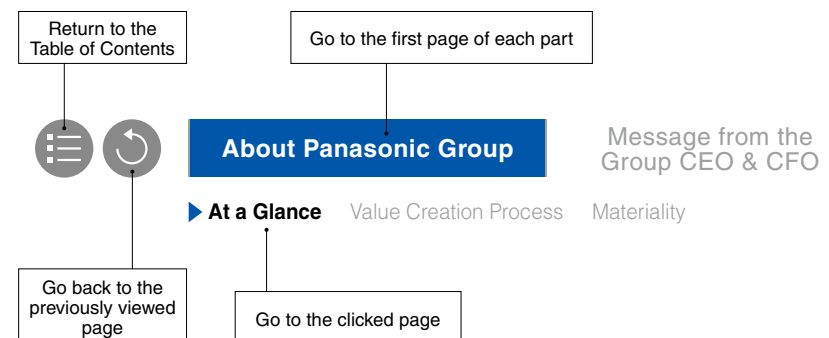 Return to the
Table of Contents
Go to the first page of each part
About Panasonic Group
Message from the
Group CEO & CFO
At a Glance
Value Creation Process
Materiality
Go back to the
previously viewed
page
Go to the clicked page